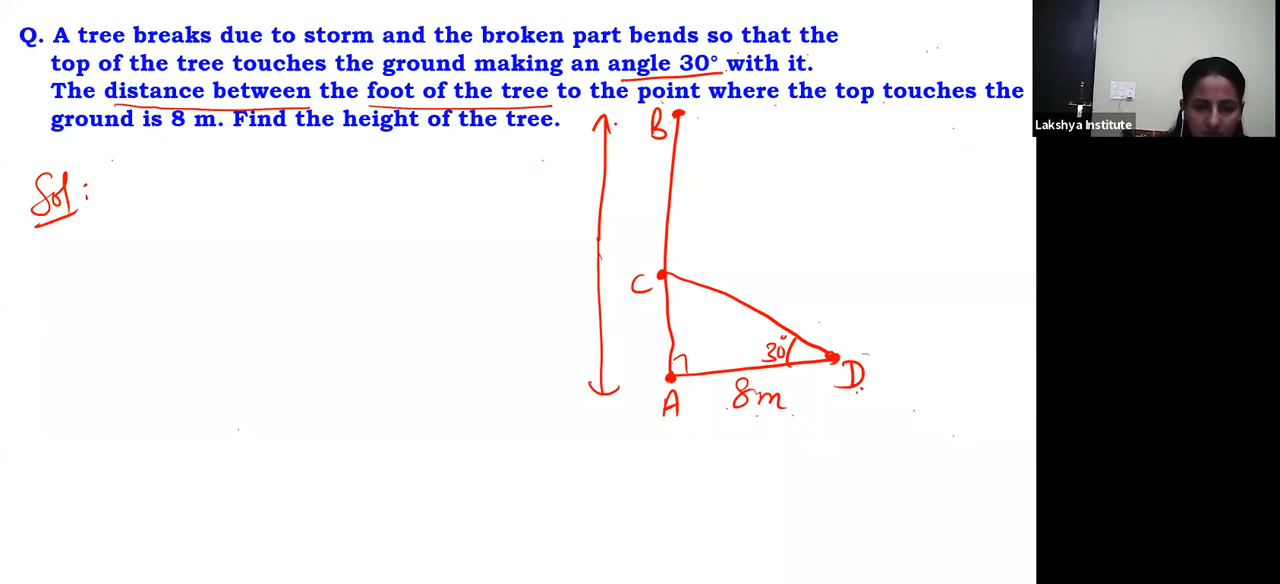 Q. A tree breaks due to storm and the broken part bends so that the
top of the tree touches the ground making an angle 30° with it.
The distance between the foot of the tree to the point where the top touches the
ground is 8 m. Find the height of the tree.
Lakshya Institute
Sol:
B
C
30°
D
8m
A